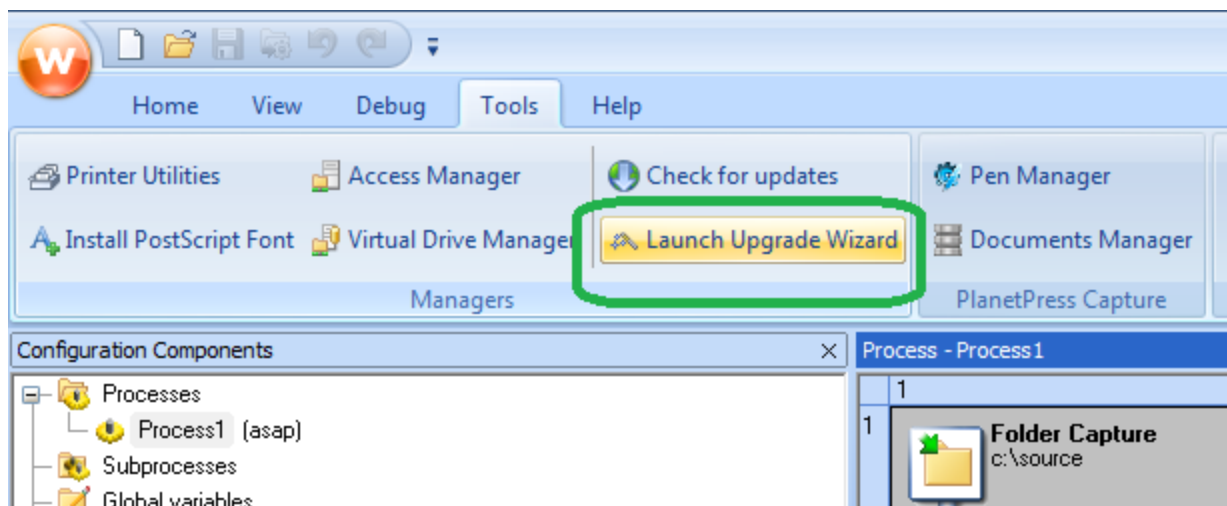 W
Home View Debug Tools Help
Printer Utilities Access Manager Check for updates Pen Manager
Install PostScript Font Virtual Drive Manager Launch Upgrade Wizard Documents Manager
Managers PlanetPress Capture
Configuration Components Process - Process1
Processes 1
Process1 (asap) 1 Folder Capture
c:\source
Subprocesses
Global variables